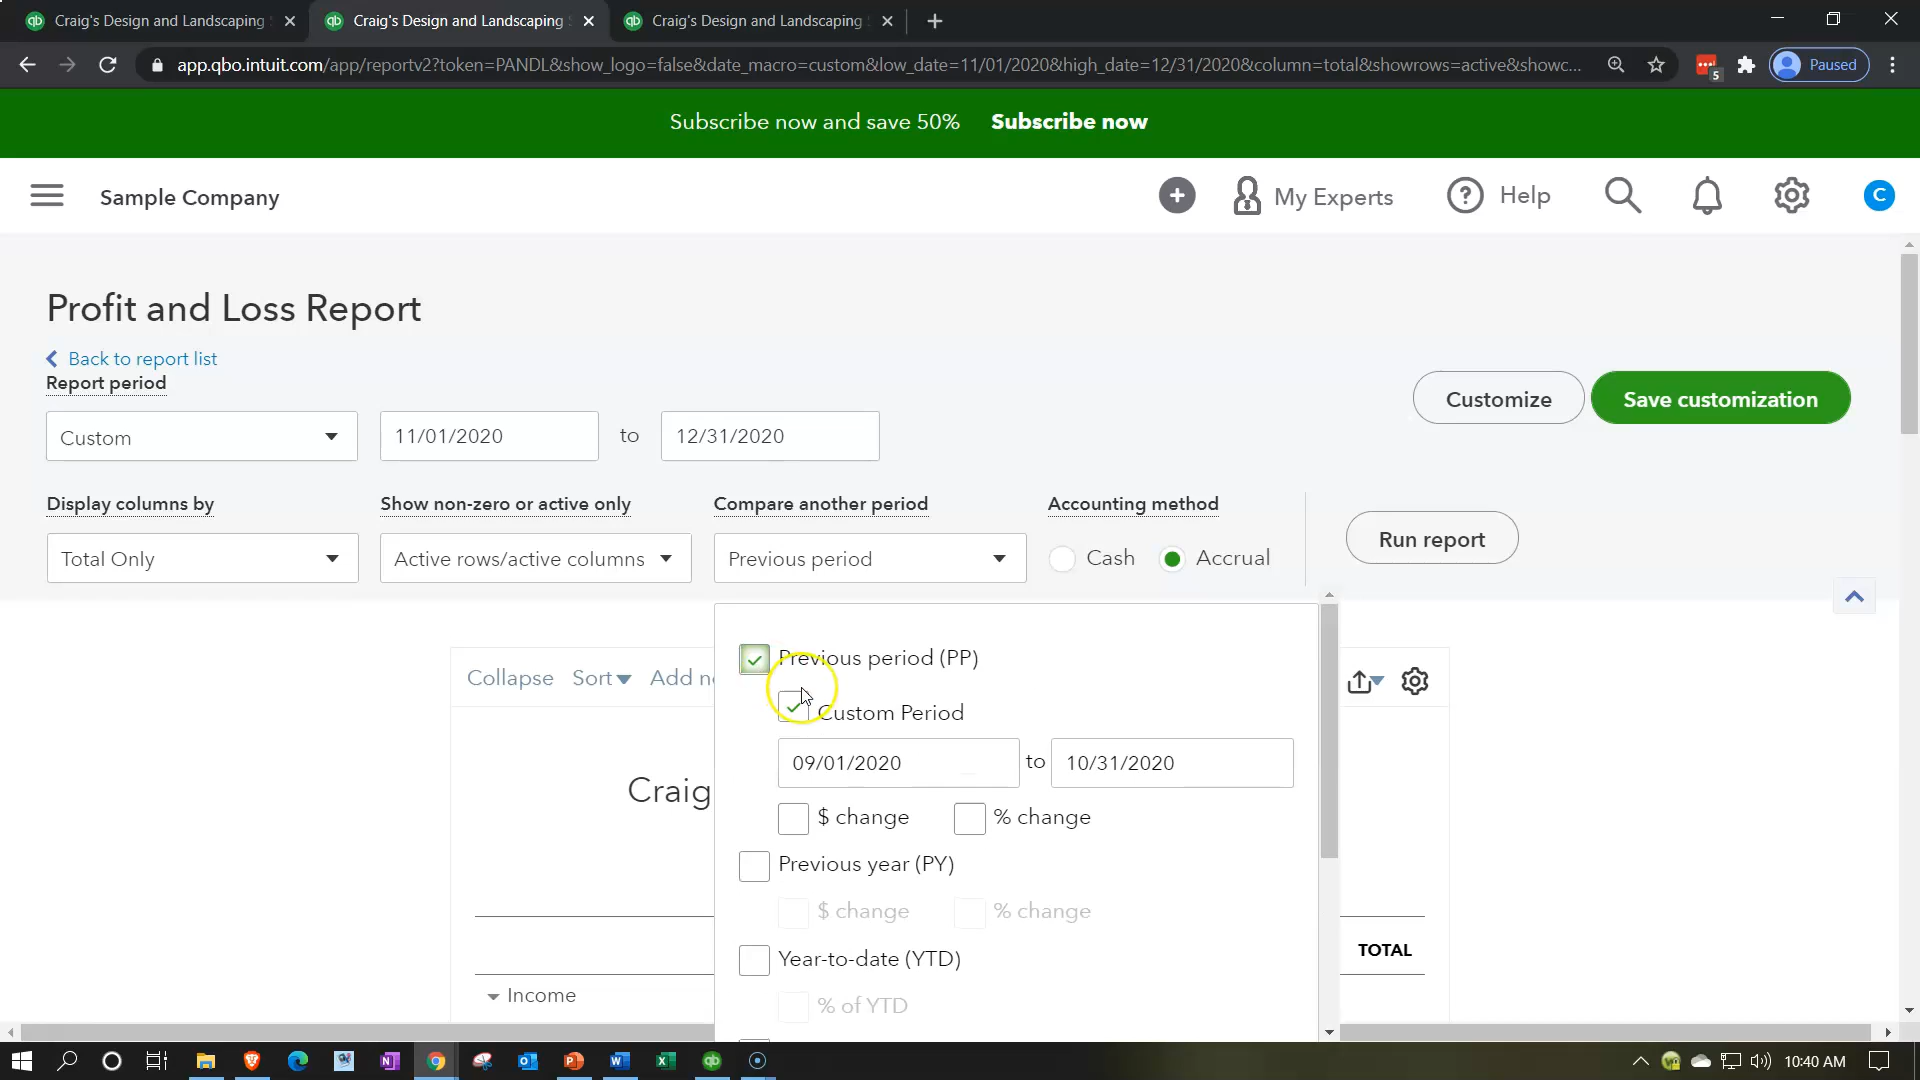 Craig's Design and Landscaping
Craig's Design and Landscaping
Craig's Design and Landscaping
app.qbo.intuit.com/app/reportv2?token=PANDL&show_logo=false&date_macro=custom&low_date=11/01/2020&high_date=12/31/2020&column=total&showrows=active&showc...
5
Paused
Subscribe now and save 50% Subscribe now
Sample Company
My Experts
Help
C
Profit and Loss Report
Back to report list
Report period
Custom
11/01/2020 to 12/31/2020
Customize
Save customization
Display columns by
Show non-zero or active only
Compare another period
Accounting method
Total Only
Active rows/active columns
Previous period
Cash
Accrual
Run report
Collapse Sort Add
Previous period (PP)
Custom Period
09/01/2020 to 10/31/2020
$ change % change
Previous year (PY)
$ change % change
Year-to-date (YTD)
% of YTD
Craig
TOTAL
Income
10:40 AM